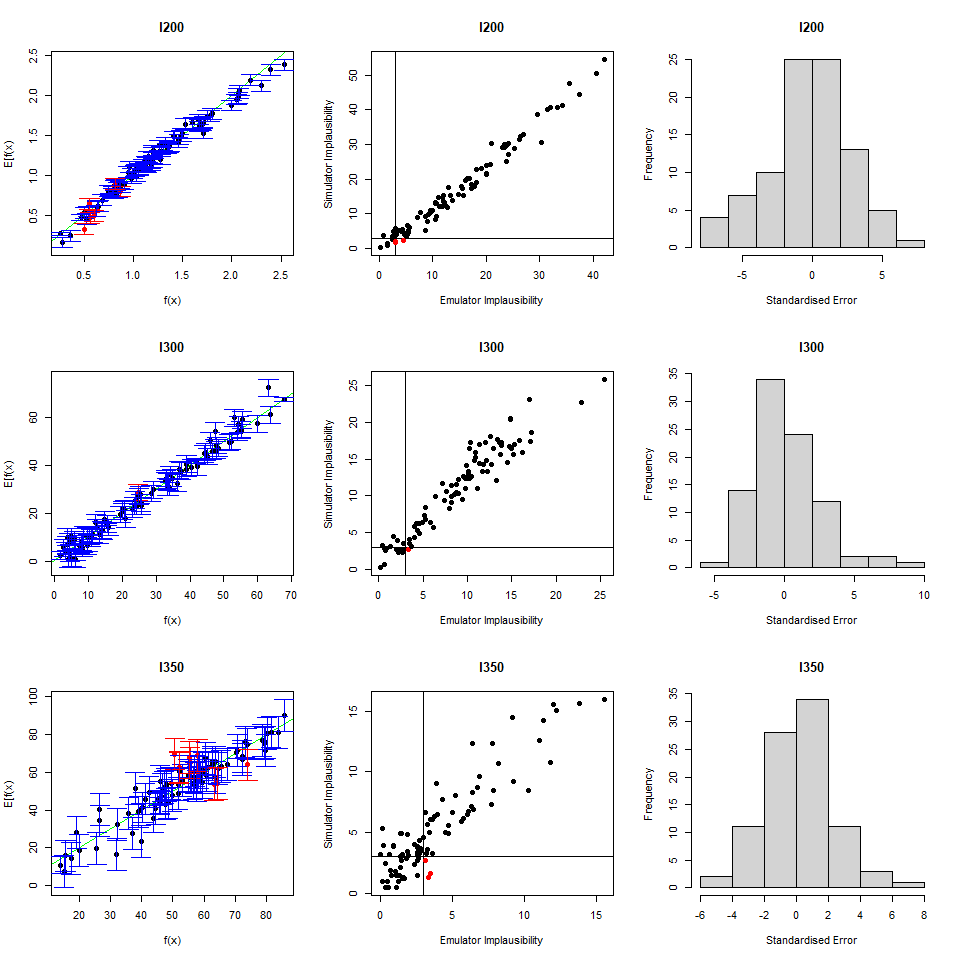 I200
E[f(x)
0.5 1.0 1.5 2.0 2.5
0.5 1.0 1.5 2.0 2.5
f(x)
I200
Simulator Implausibility
0 10 20 30 40 50
0 10 20 30 40
Emulator Implausibility
I200
Frequency
0 5 10 15 20 25
-5 0 5
Standardised Error
I300
E[f(x)
0 20 40 60
0 10 20 30 40 50 60 70
f(x)
I300
Simulator Implausibility
0 5 10 15 20 25
0 5 10 15 20 25
Emulator Implausibility
I300
Frequency
0 5 10 15 20 25 30 35
-5 0 5 10
Standardised Error
I350
E[f(x)
0 20 40 60 80 100
20 40 60 80
f(x)
I350
Simulator Implausibility
0 5 10 15
0 5 10 15
Emulator Implausibility
I350
Frequency
0 5 10 15 20 25 30 35
-6 -4 -2 0 2 4 6 8
Standardised Error